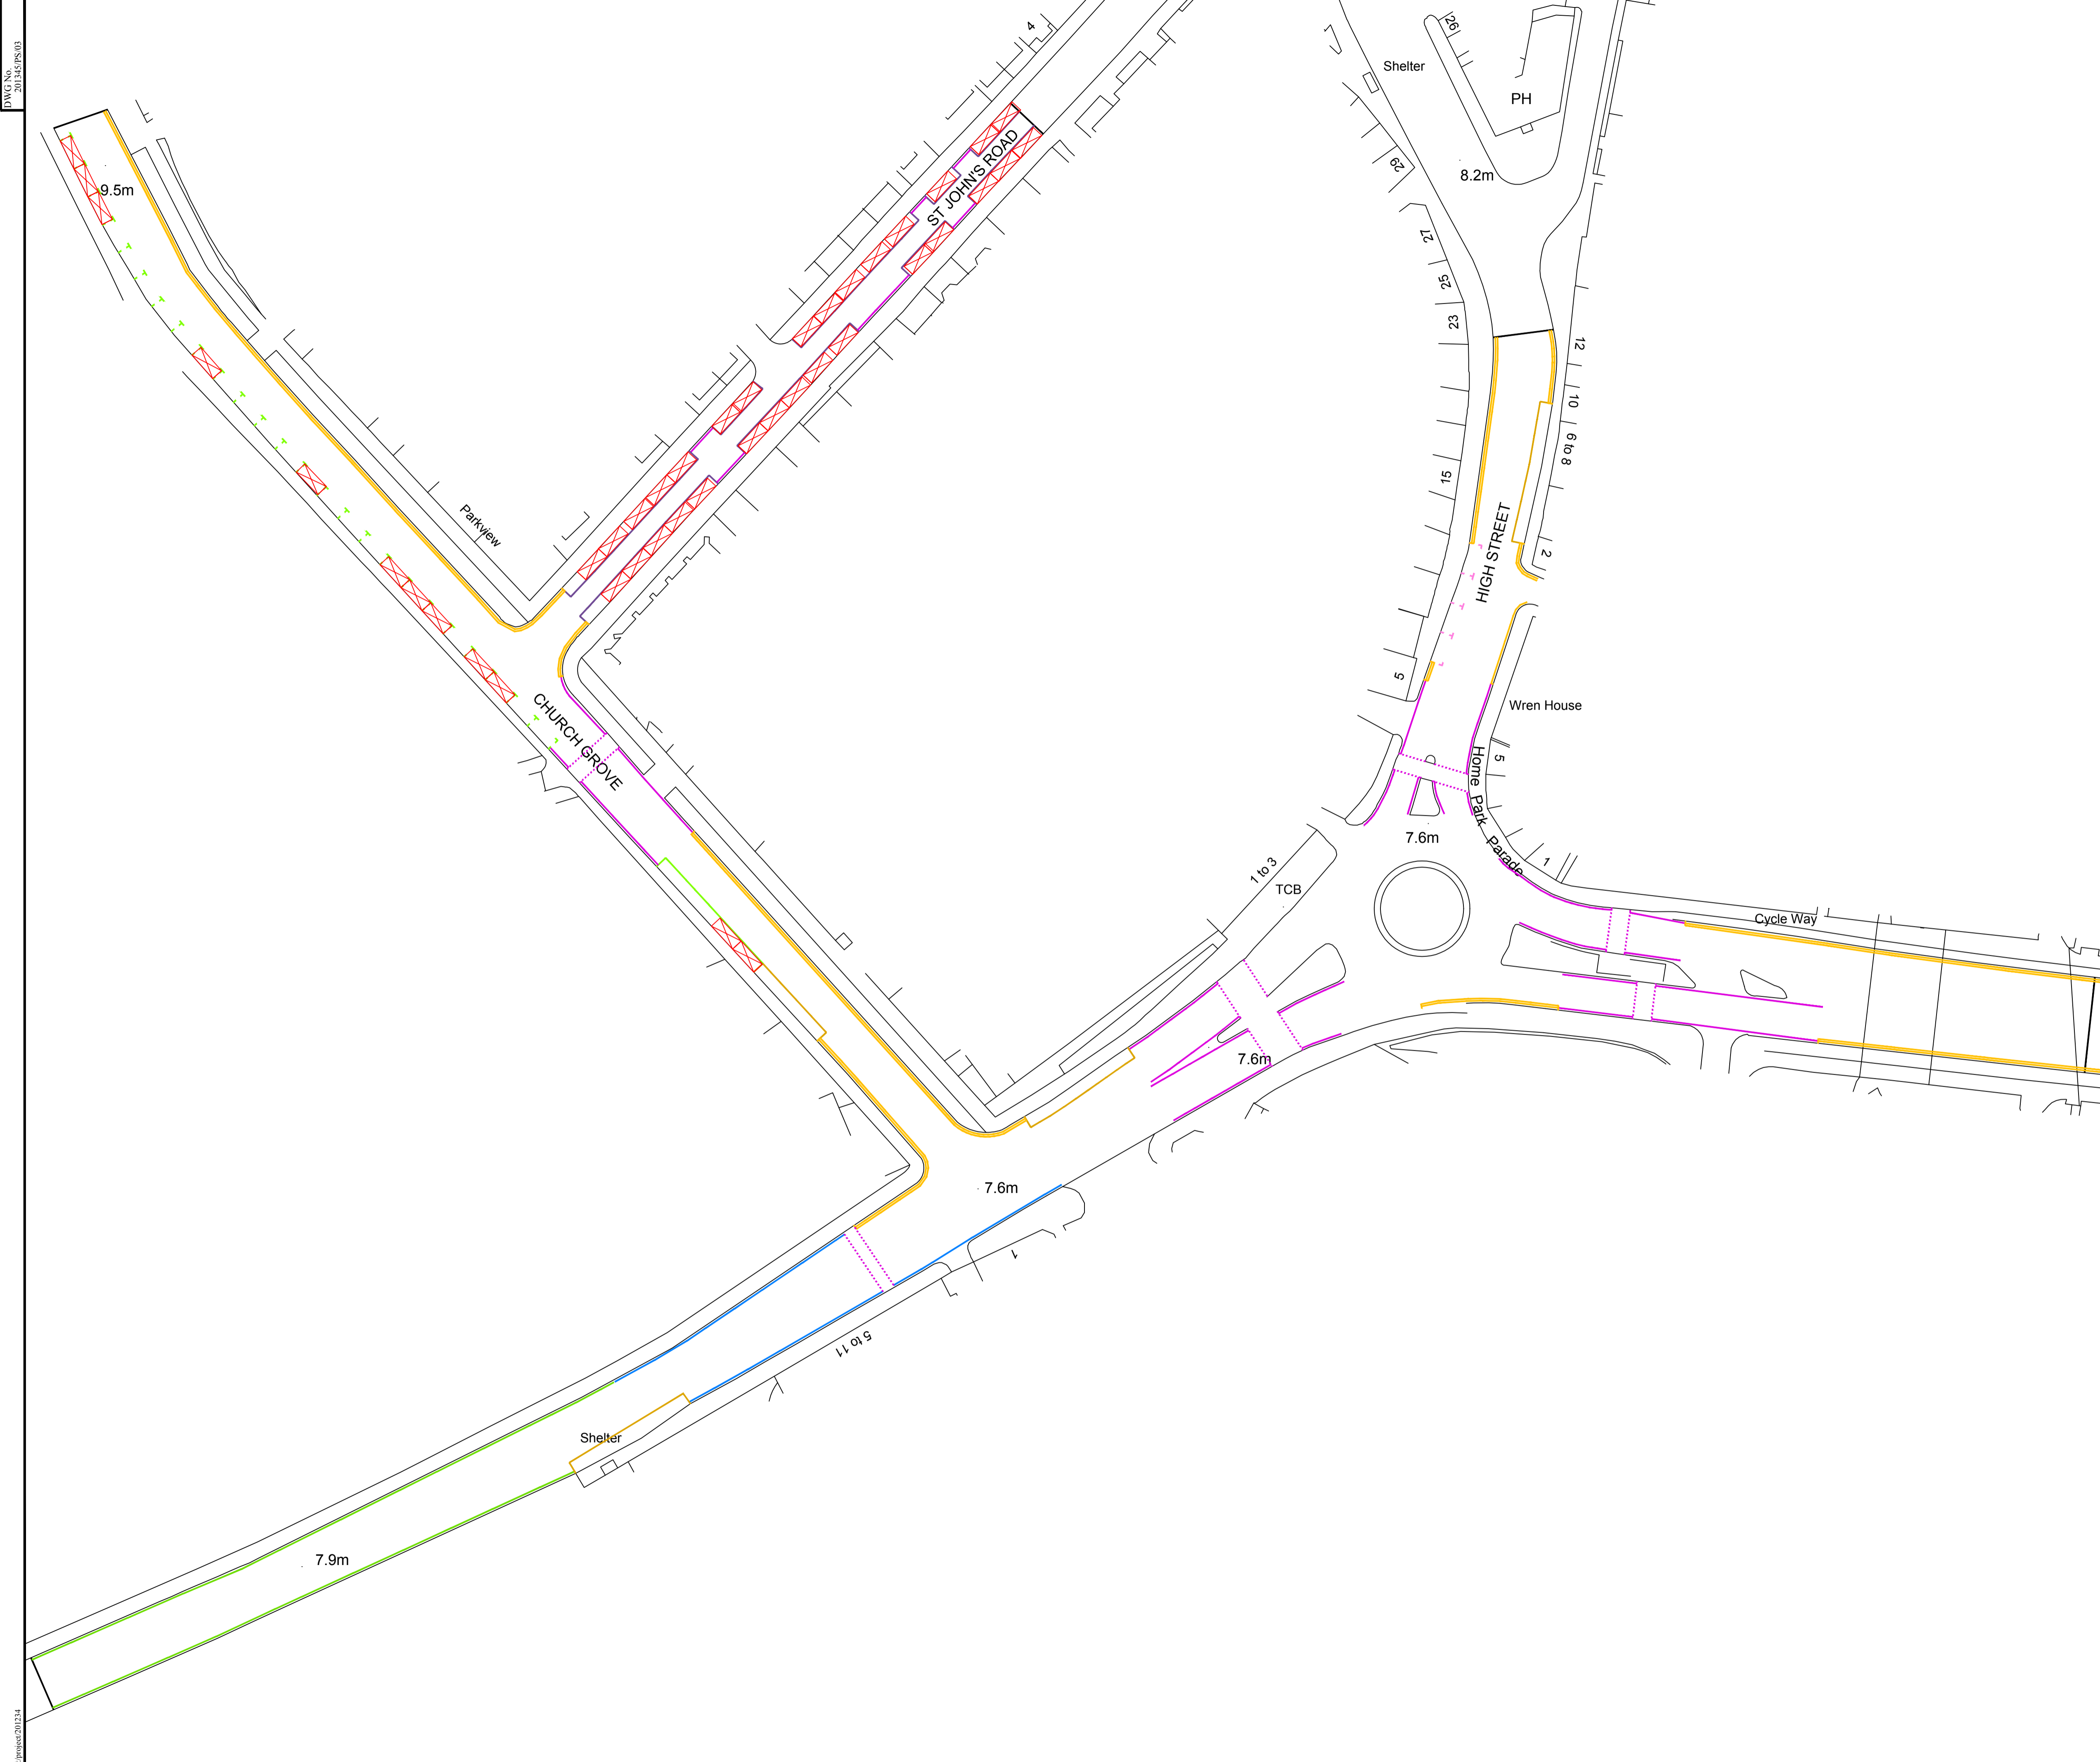 DWG No.
201345/PS/03
4
26
Shelter
PH
29
8.2m
9.5m
ST JOHN'S ROAD
27
25
23
12
10
6 to 8
15
Parkview
HIGH STREET
2
5
Wren House
CHURCH GROVE
5
Home Park Parade
7.6m
1
1 to 3
TCB
Cycle Way
7.6m
7.6m
1
5 to 11
Shelter
7.9m
:/project/201234